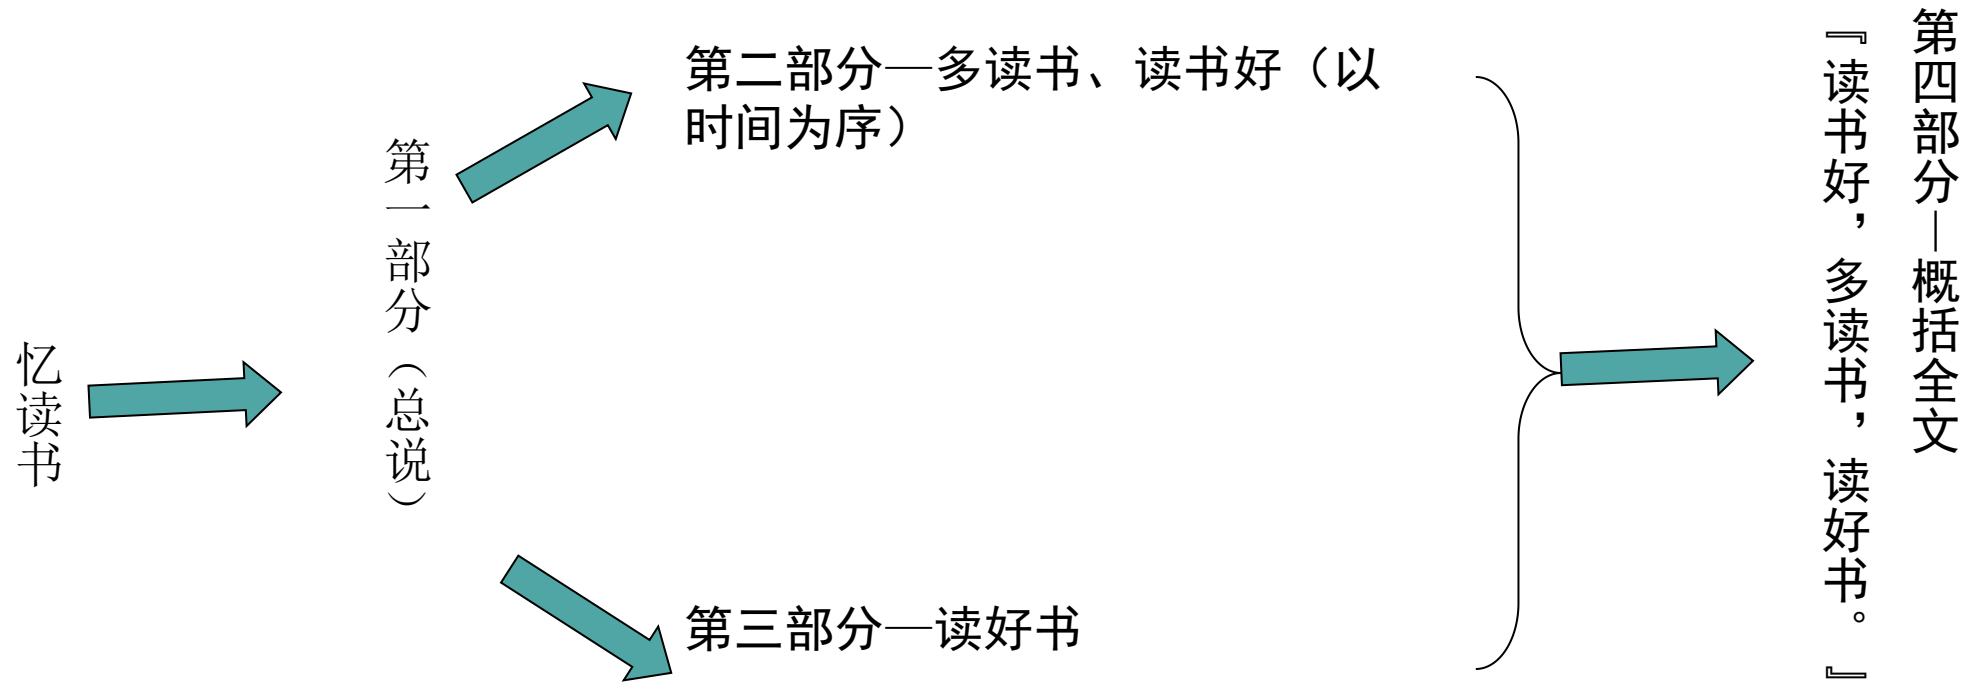 忆读书
第一部分（总说）
第二部分—多读书、读书好（以
时间为序）
第三部分—读好书
第四部分—概括全文
『读书好，多读书，读好书。』